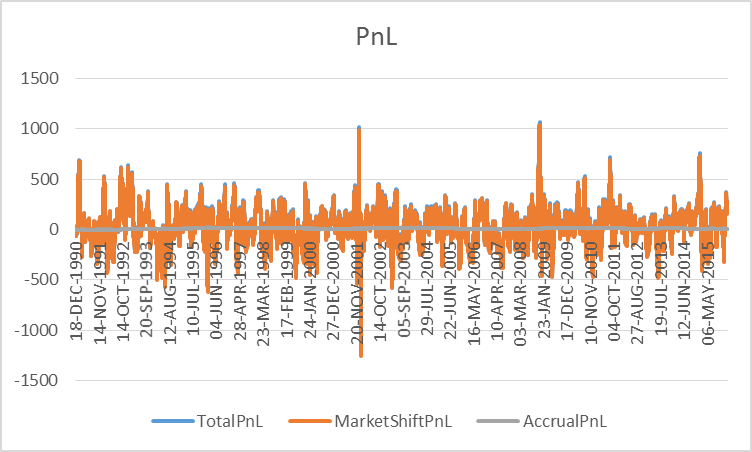 PnL
1500
1000
500
0
-500
-1000
-1500
18-DEC-1990
14-NOV-1991
14-OCT-1992
20-SEP-1993
12-AUG-1994
10-JUL-1995
04-JUN-1996
28-APR-1997
23-MAR-1998
17-FEB-1999
24-JAN-2000
20-DEC-2000
20-NOV-2001
14-OCT-2002
05-SEP-2003
29-JUL-2004
22-JUN-2005
16-MAY-2006
10-APR-2007
03-MAR-2008
23-JAN-2009
17-DEC-2009
10-NOV-2010
04-OCT-2011
27-AUG-2012
19-JUL-2013
12-JUN-2014
06-MAY-2015
TotalPnL MarketShiftPnL AccrualPnL